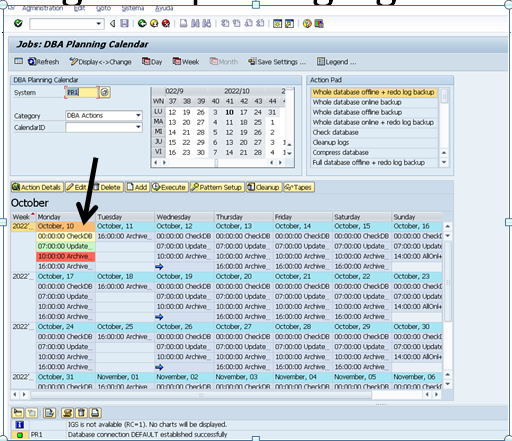 Administration Edit Goto Sistema Ayuda
Jobs: DBA Planning Calendar
Refresh Display<->Change Day Week Month Save Settings ... Legend ...
DBA Planning Calendar
System PR1
Category DBA Actions
CalendarID
022/9 2022/10 2
WN 37 38 39 40 41 42 43 44
LU 12 19 26 3 10 17 24 31
MA 13 20 27 4 11 18 25 1
MI 14 21 28 5 12 19 26 2
JU 15 22 29 6 13 20 27 3
VI 16 23 30 7 14 21 28 4
Action Pad
Whole database offline + redo log backup
Whole database online backup
Whole database offline backup
Whole database online + redo log backup
Check database
Cleanup logs
Compress database
Full database offline + redo log backup
Action Details Edit Delete Add Execute Pattern Setup Cleanup Tapes
October
Week Monday Tuesday Wednesday Thursday Friday Saturday Sunday
2022' October, 10 October, 11 October, 12 October, 13 October, 14 October, 15 October, 16
00:00:00 CheckDB 16:00:00 Archive_ 00:00:00 CheckDB 00:00:00 CheckDB 00:00:00 CheckDB 00:00:00 CheckDB 00:00:00 CheckDB
07:00:00 Update_ 07:00:00 Update_ 07:00:00 Update_ 07:00:00 Update_ 07:00:00 Update_ 07:00:00 Update_
10:00:00 Archive_ 10:00:00 Archive_ 10:00:00 Archive_ 10:00:00 Archive_ 10:00:00 Archive_ 14:00:00 AllOnl+
16:00:00 Archive_ 16:00:00 Archive_ 16:00:00 Archive_ 16:00:00 Archive_
2022' October, 17 October, 18 October, 19 October, 20 October, 21 October, 22 October, 23
00:00:00 CheckDB 16:00:00 Archive_ 00:00:00 CheckDB 00:00:00 CheckDB 00:00:00 CheckDB 00:00:00 CheckDB 00:00:00 CheckDB
07:00:00 Update_ 07:00:00 Update_ 07:00:00 Update_ 07:00:00 Update_ 07:00:00 Update_ 07:00:00 Update_
10:00:00 Archive_ 10:00:00 Archive_ 10:00:00 Archive_ 10:00:00 Archive_ 10:00:00 Archive_ 14:00:00 AllOnl+
16:00:00 Archive_ 16:00:00 Archive_ 16:00:00 Archive_ 16:00:00 Archive_
2022' October, 24 October, 25 October, 26 October, 27 October, 28 October, 29 October, 30
00:00:00 CheckDB 16:00:00 Archive_ 00:00:00 CheckDB 00:00:00 CheckDB 00:00:00 CheckDB 00:00:00 CheckDB 00:00:00 CheckDB
07:00:00 Update_ 07:00:00 Update_ 07:00:00 Update_ 07:00:00 Update_ 07:00:00 Update_ 07:00:00 Update_
10:00:00 Archive_ 10:00:00 Archive_ 10:00:00 Archive_ 10:00:00 Archive_ 10:00:00 Archive_ 14:00:00 AllOnl+
16:00:00 Archive_ 16:00:00 Archive_ 16:00:00 Archive_ 16:00:00 Archive_
2022' October, 31 November, 01 November, 02 November, 03 November, 04 November, 05 November, 06
IGS is not available (RC=1). No charts will be displayed.
PR1 Database connection DEFAULT established successfully